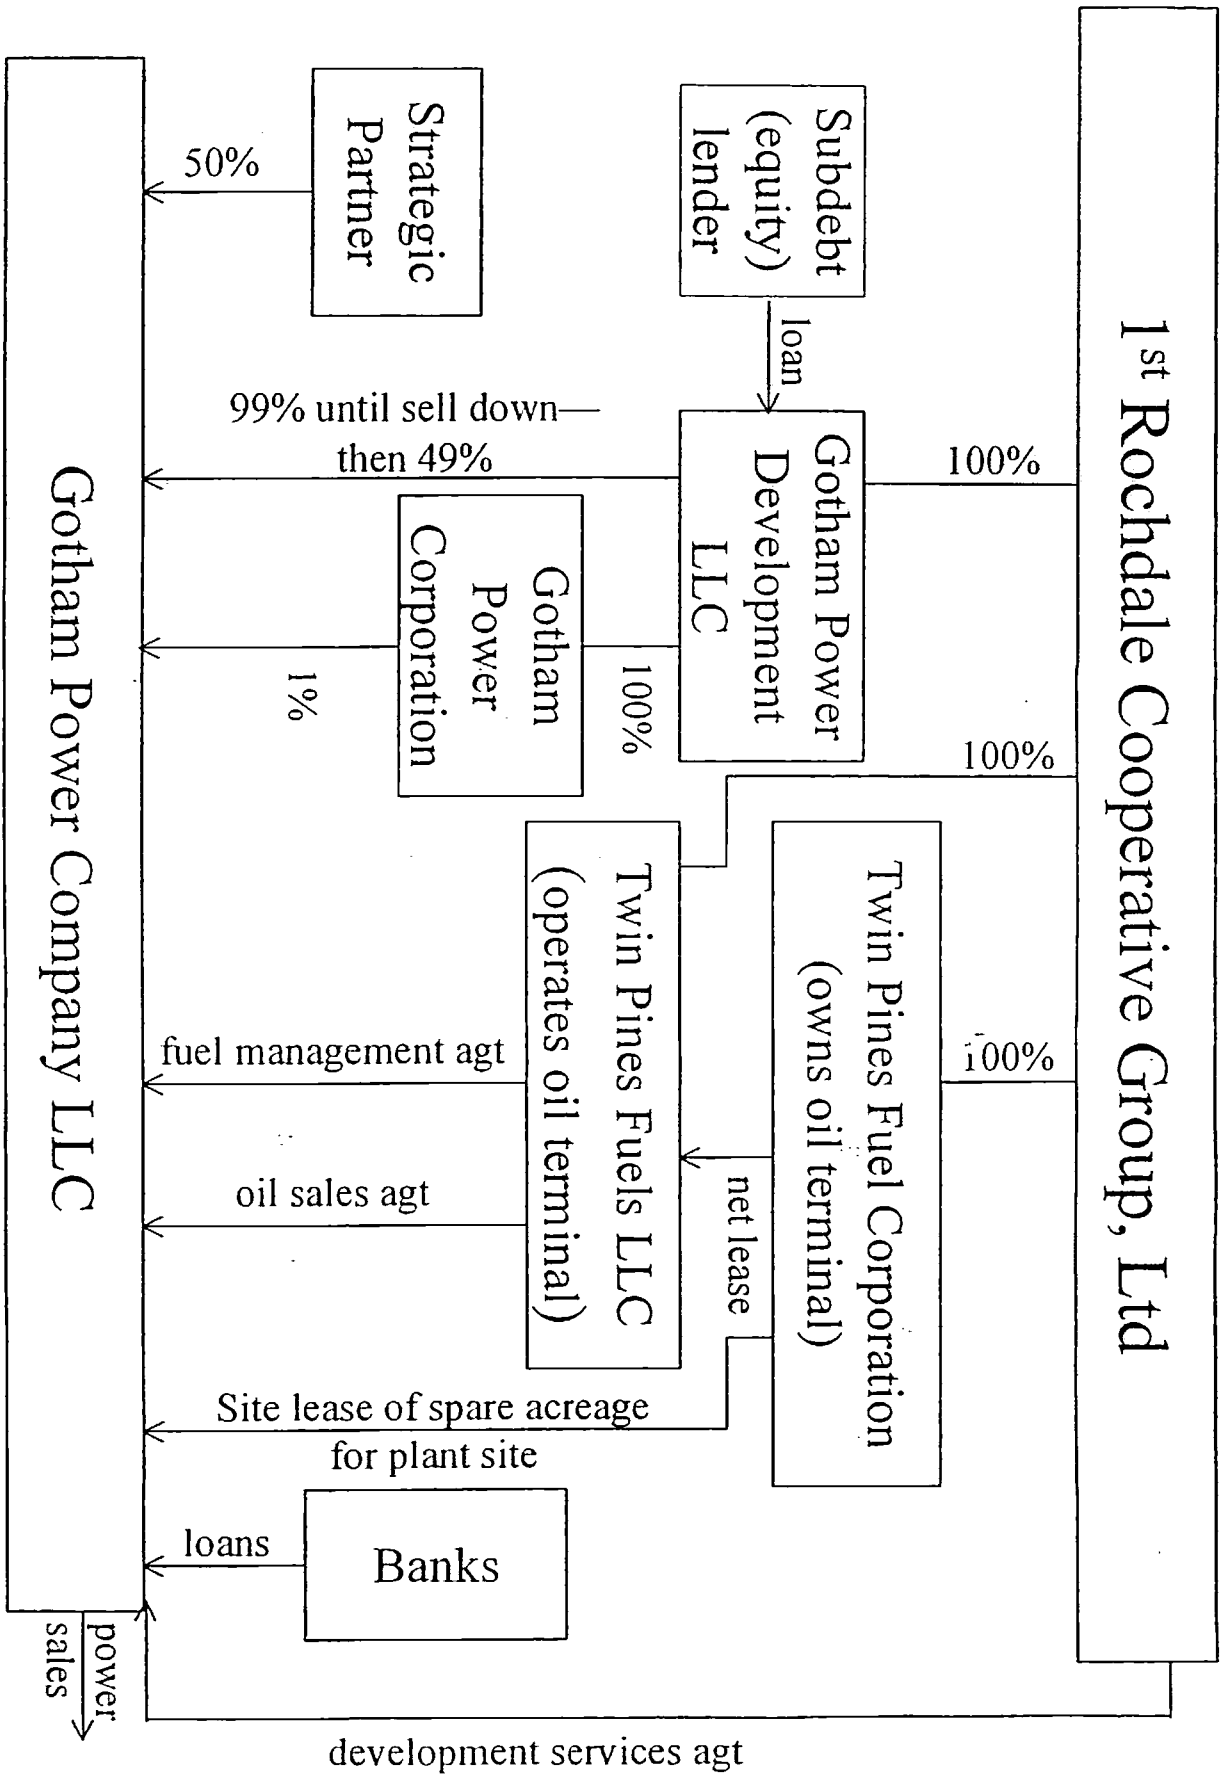 1st Rochdale Cooperative Group, Ltd
100%
100%
100%
Subdebt
(equity)
lender
loan
Gotham Power
Development
LLC
Twin Pines Fuel Corporation
(owns oil terminal)
net lease
100%
Twin Pines Fuels LLC
(operates oil terminal)
Strategic
Partner
Gotham
Power
Corporation
50%
99% until sell down—
then 49%
1%
fuel management agt
oil sales agt
Site lease of spare acreage
for plant site
Banks
loans
development services agt
Gotham Power Company LLC
power
sales